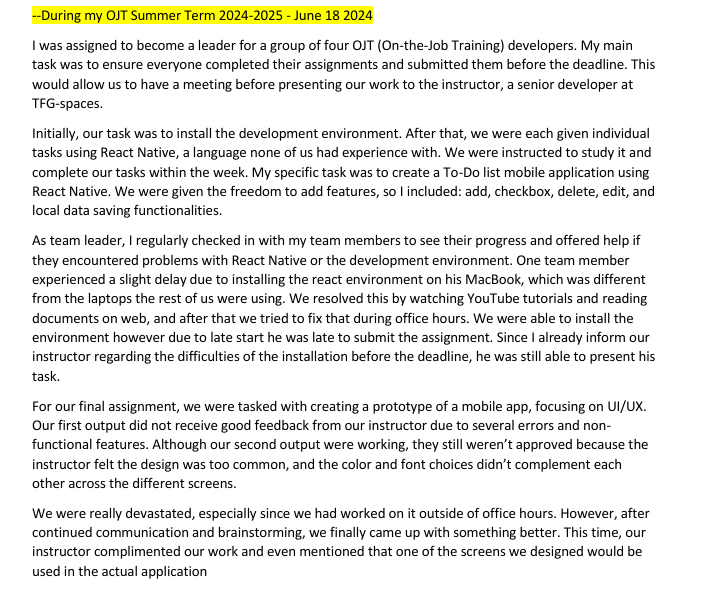 --During my OJT Summer Term 2024-2025 - June 18 2024
I was assigned to become a leader for a group of four OJT (On-the-Job Training) developers. My main
task was to ensure everyone completed their assignments and submitted them before the deadline. This
would allow us to have a meeting before presenting our work to the instructor, a senior developer at
TFG-spaces.
Initially, our task was to install the development environment. After that, we were each given individual
tasks using React Native, a language none of us had experience with. We were instructed to study it and
complete our tasks within the week. My specific task was to create a To-Do list mobile application using
React Native. We were given the freedom to add features, so I included: add, checkbox, delete, edit, and
local data saving functionalities.
As team leader, I regularly checked in with my team members to see their progress and offered help if
they encountered problems with React Native or the development environment. One team member
experienced a slight delay due to installing the react environment on his MacBook, which was different
from the laptops the rest of us were using. We resolved this by watching YouTube tutorials and reading
documents on web, and after that we tried to fix that during office hours. We were able to install the
environment however due to late start he was late to submit the assignment. Since I already inform our
instructor regarding the difficulties of the installation before the deadline, he was still able to present his
task.
For our final assignment, we were tasked with creating a prototype of a mobile app, focusing on UI/UX.
Our first output did not receive good feedback from our instructor due to several errors and non-
functional features. Although our second output were working, they still weren’t approved because the
instructor felt the design was too common, and the color and font choices didn’t complement each
other across the different screens.
We were really devastated, especially since we had worked on it outside of office hours. However, after
continued communication and brainstorming, we finally came up with something better. This time, our
instructor complimented our work and even mentioned that one of the screens we designed would be
used in the actual application